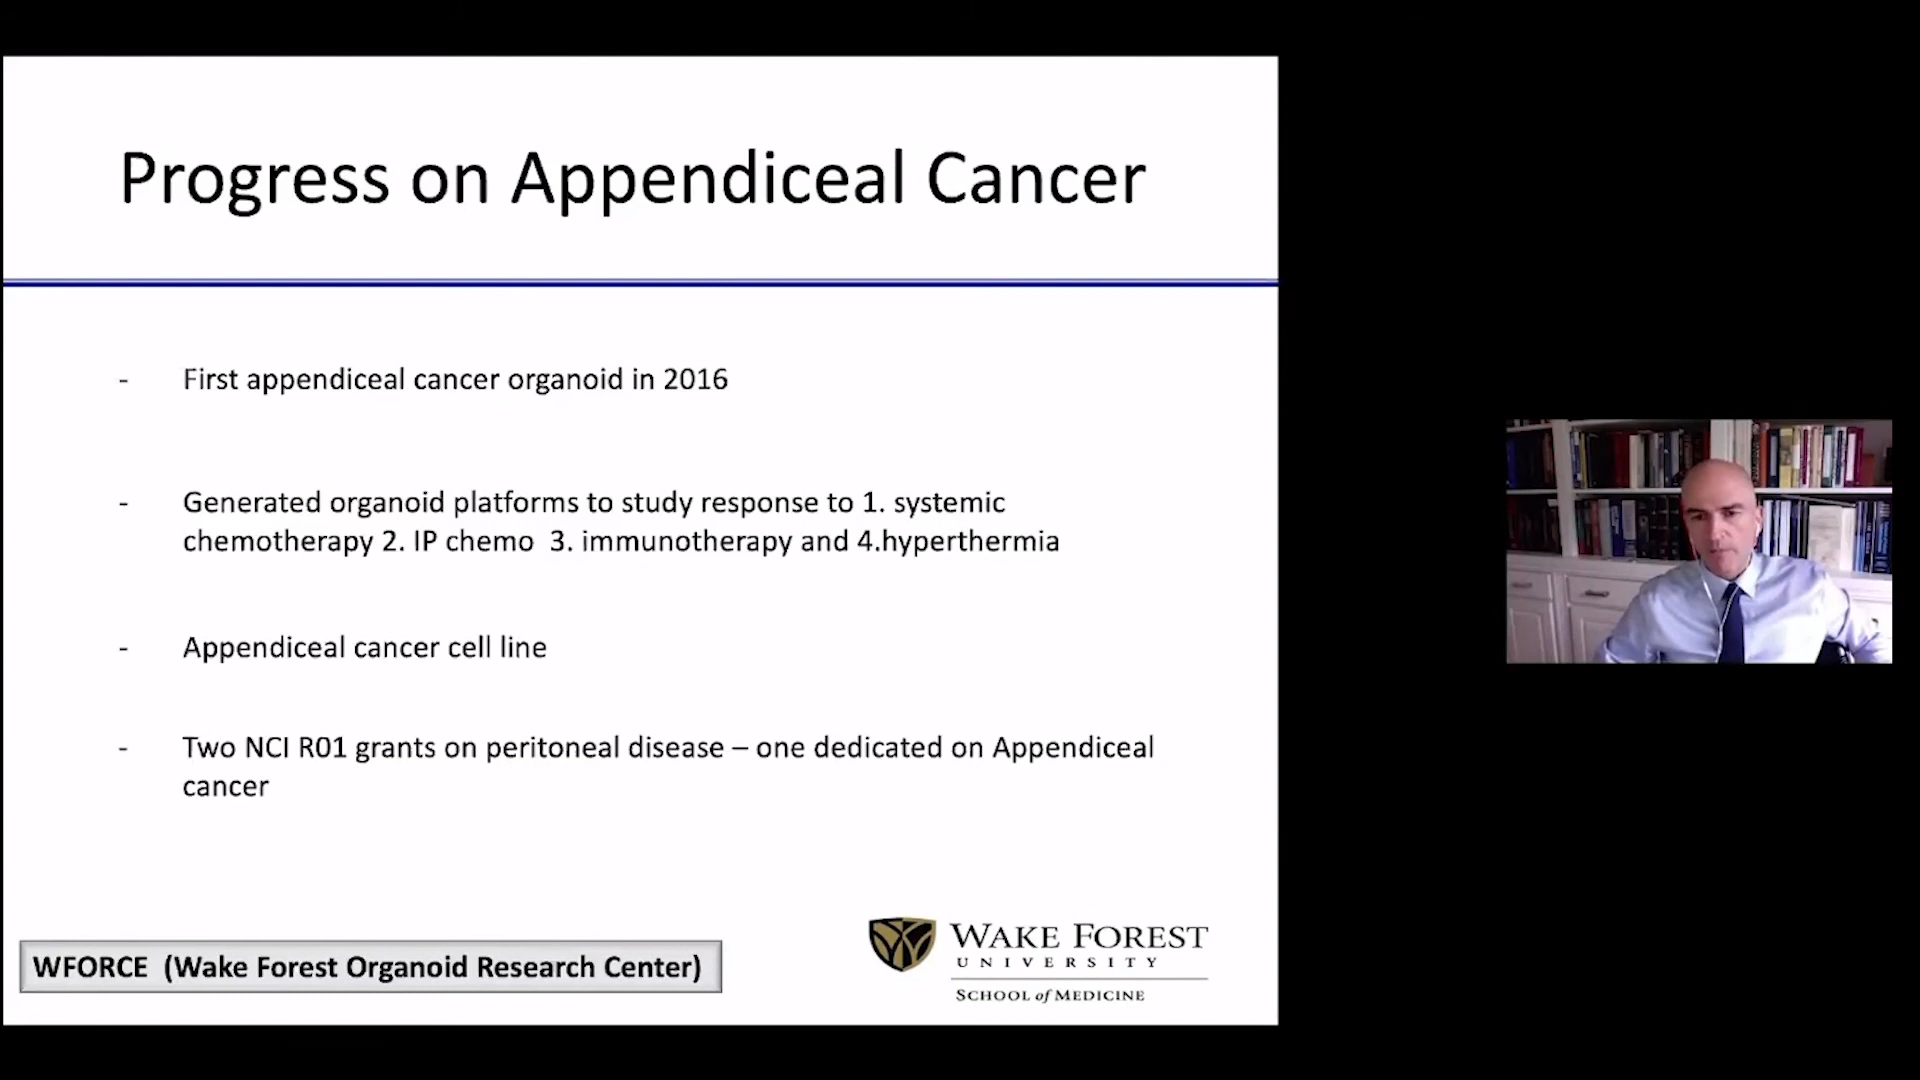 Progress on Appendiceal Cancer
- First appendiceal cancer organoid in 2016
- Generated organoid platforms to study response to 1. systemic
chemotherapy 2. IP chemo  3. immunotherapy and 4.hyperthermia
- Appendiceal cancer cell line
- Two NCI R01 grants on peritoneal disease – one dedicated on Appendiceal
cancer
WFORCE  (Wake Forest Organoid Research Center)
WAKE FOREST
UNIVERSITY
SCHOOL of MEDICINE